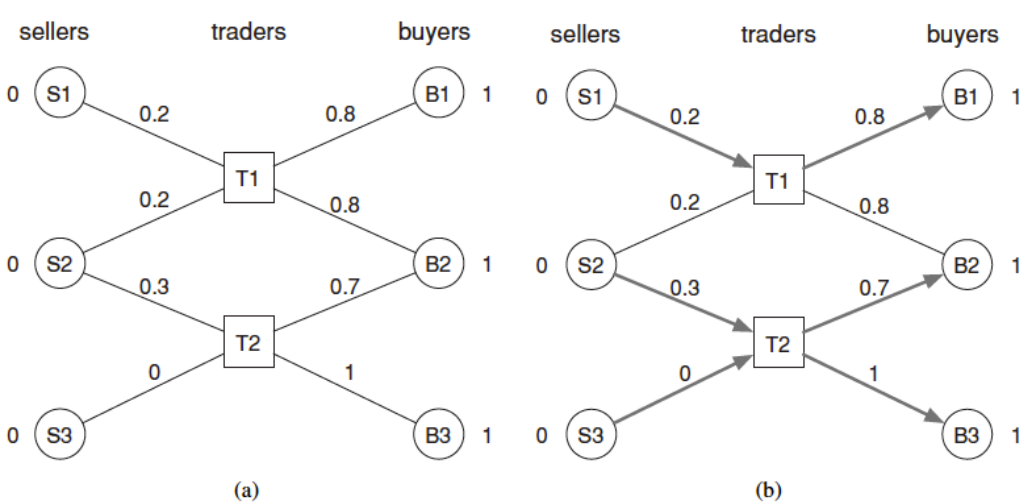 sellers traders buyers
0 S1 B1 1
0.2 0.8
T1
0.2 0.8
0 S2 B2 1
0.3 0.7
T2
0 1
0 S3 B3 1
(a)
sellers traders buyers
0 S1 B1 1
0.2 0.8
T1
0.2 0.8
0 S2 B2 1
0.3 0.7
T2
0 1
0 S3 B3 1
(b)